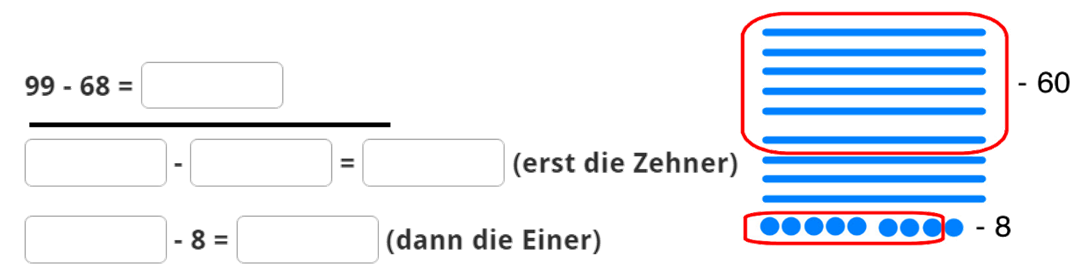 99 - 68 =
- 60
- = (erst die Zehner)
- 8 = (dann die Einer)
- 8